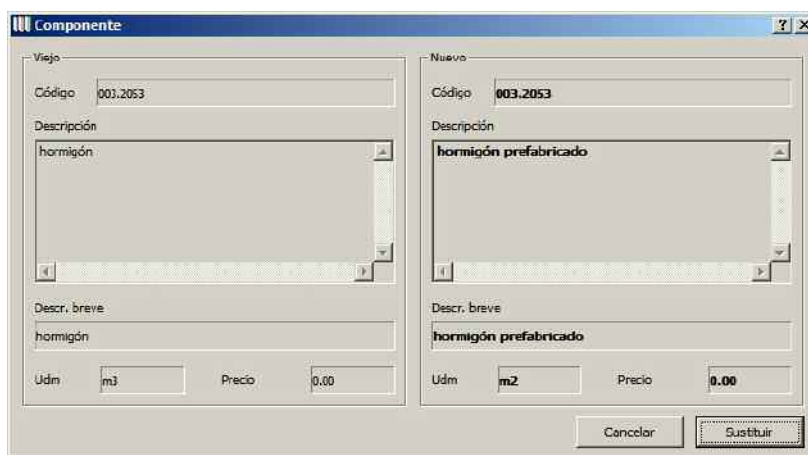 Componente
Viejo
Código 003.2053
Descripción
hormigón
Descr. breve
hormigón
Udm m3 Precio 0.00
Nuevo
Código 003.2053
Descripción
hormigón prefabricado
Descr. breve
hormigón prefabricado
Udm m2 Precio 0.00
Cancelar Sustituir